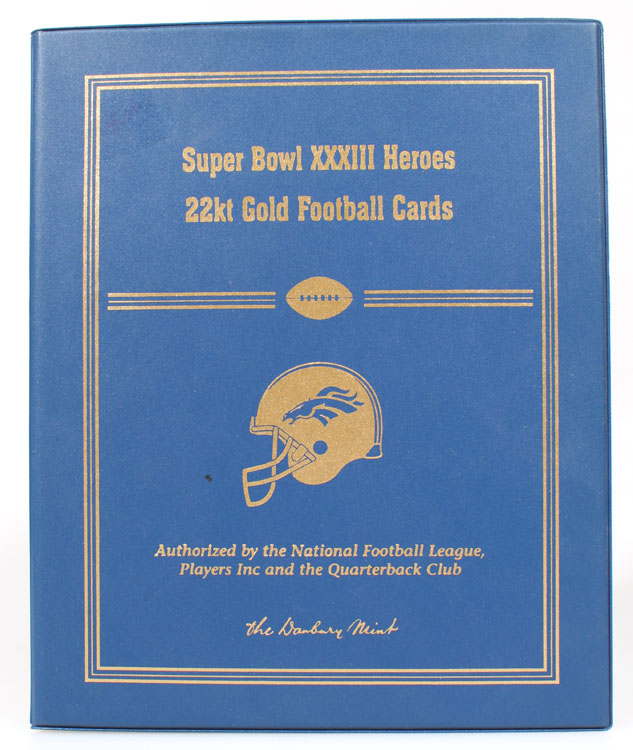 Super Bowl XXXIII Heroes
22kt Gold Football Cards
Authorized by the National Football League,
Players Inc and the Quarterback Club
The Danbury Mint